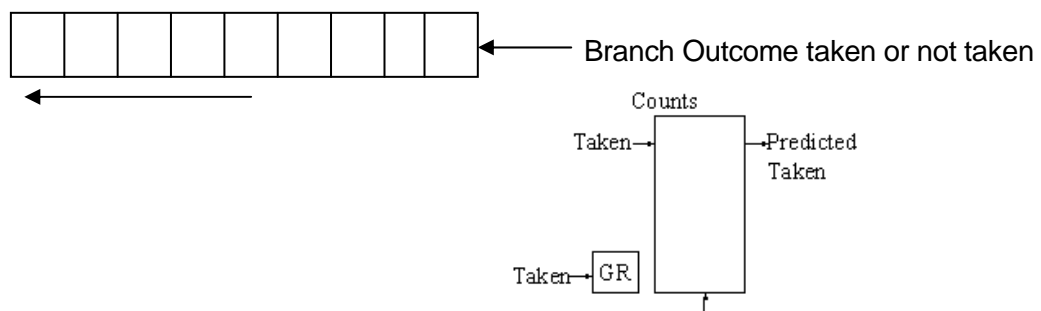 Branch Outcome taken or not taken
Counts
Taken
Predicted
Taken
Taken
GR